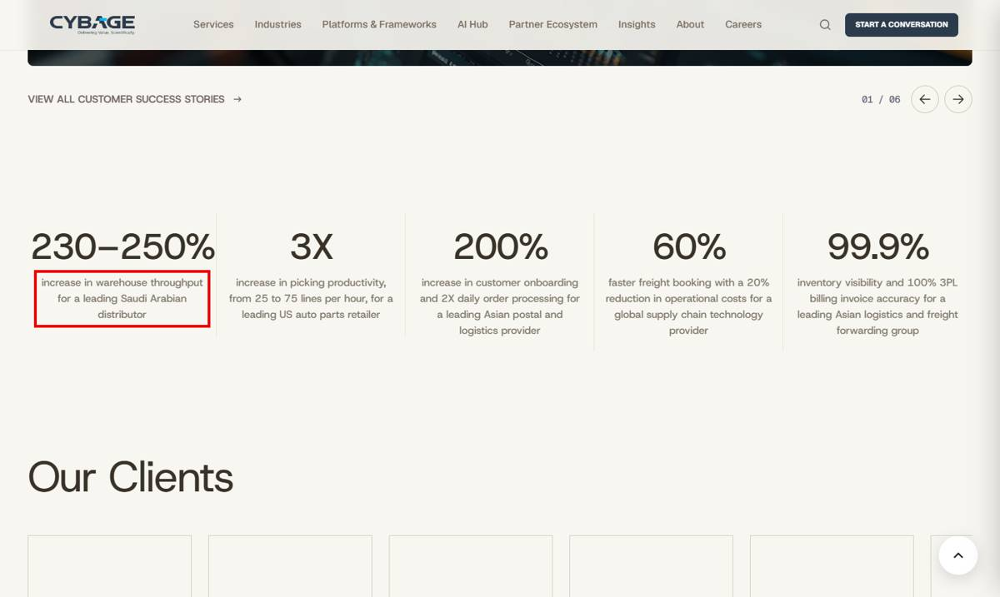 CYBAGE
Delivering Value. Scientifically.
Services
Industries
Platforms & Frameworks
AI Hub
Partner Ecosystem
Insights
About
Careers
START A CONVERSATION
VIEW ALL CUSTOMER SUCCESS STORIES
01 / 06
230–250%
increase in warehouse throughput
for a leading Saudi Arabian
distributor
3X
increase in picking productivity,
from 25 to 75 lines per hour, for a
leading US auto parts retailer
200%
increase in customer onboarding
and 2X daily order processing for
a leading Asian postal and
logistics provider
60%
faster freight booking with a 20%
reduction in operational costs for a
global supply chain technology
provider
99.9%
inventory visibility and 100% 3PL
billing invoice accuracy for a
leading Asian logistics and freight
forwarding group
Our Clients